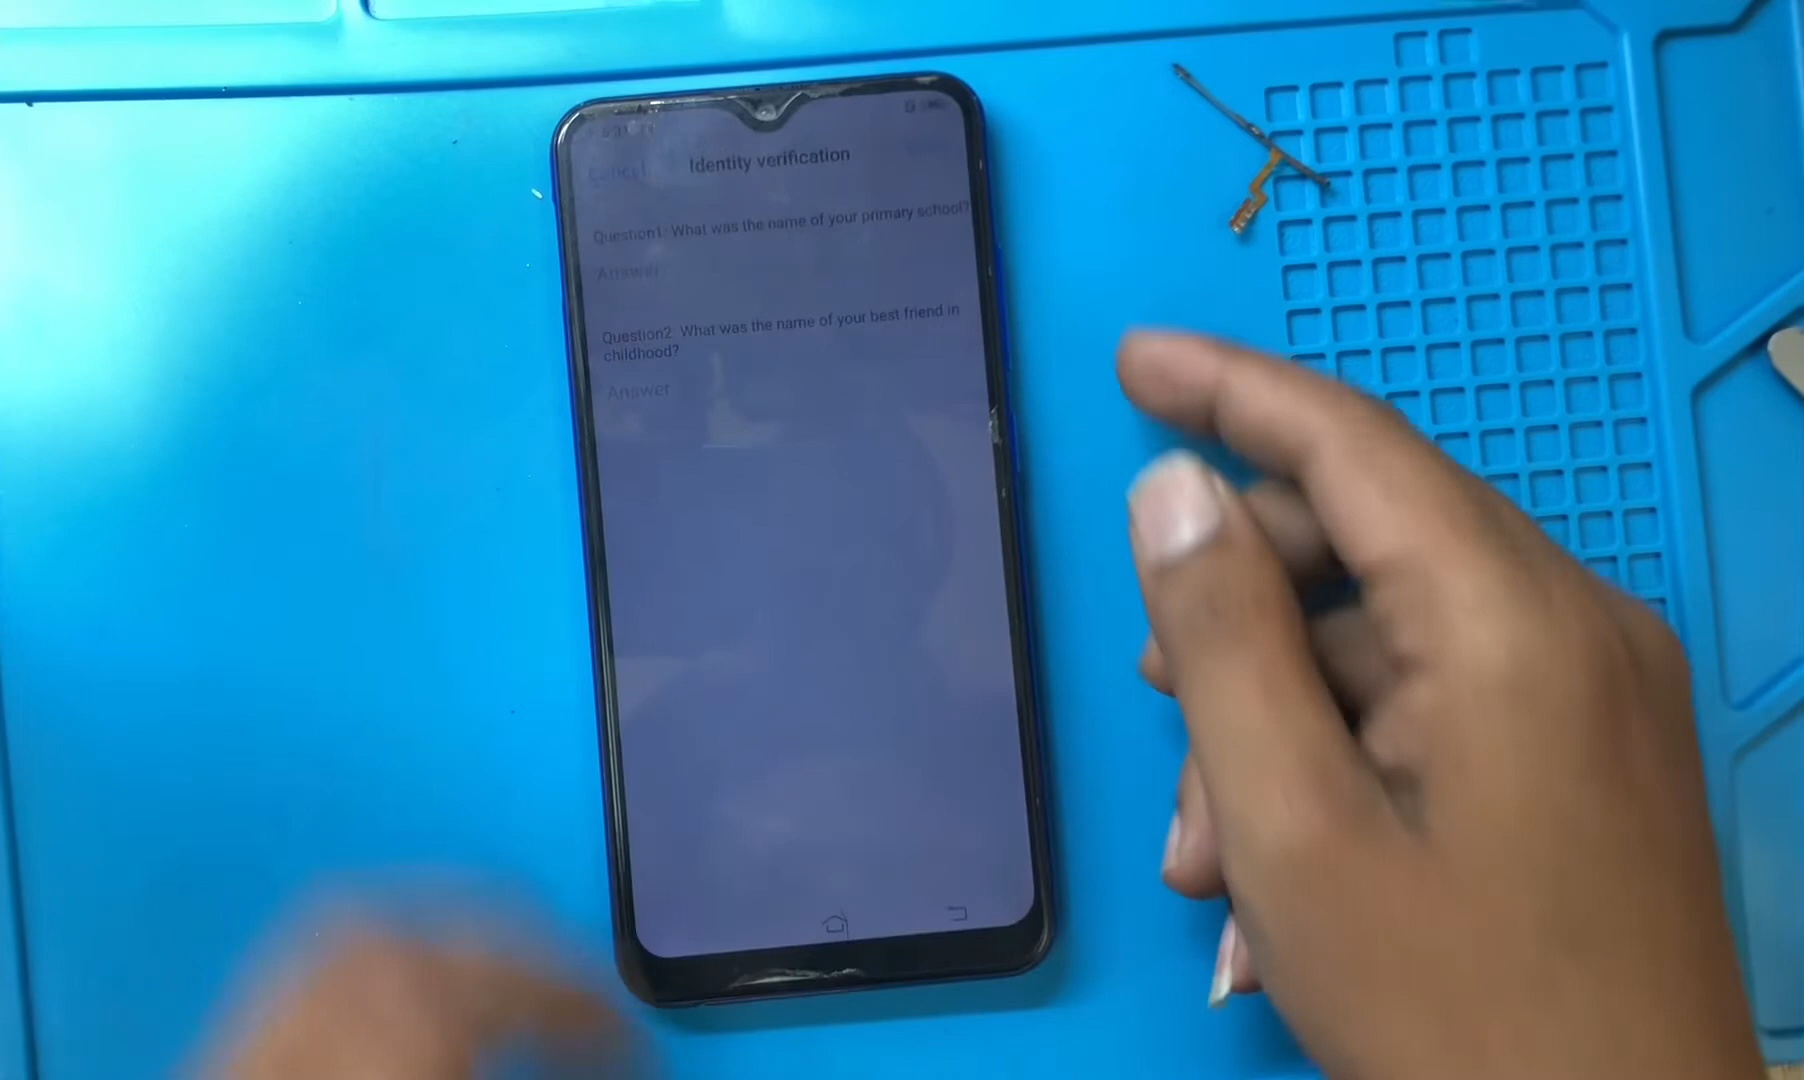 Cancel
Identity verification
Question1: What was the name of your primary school?
Answer
Question2: What was the name of your best friend in
childhood?
Answer